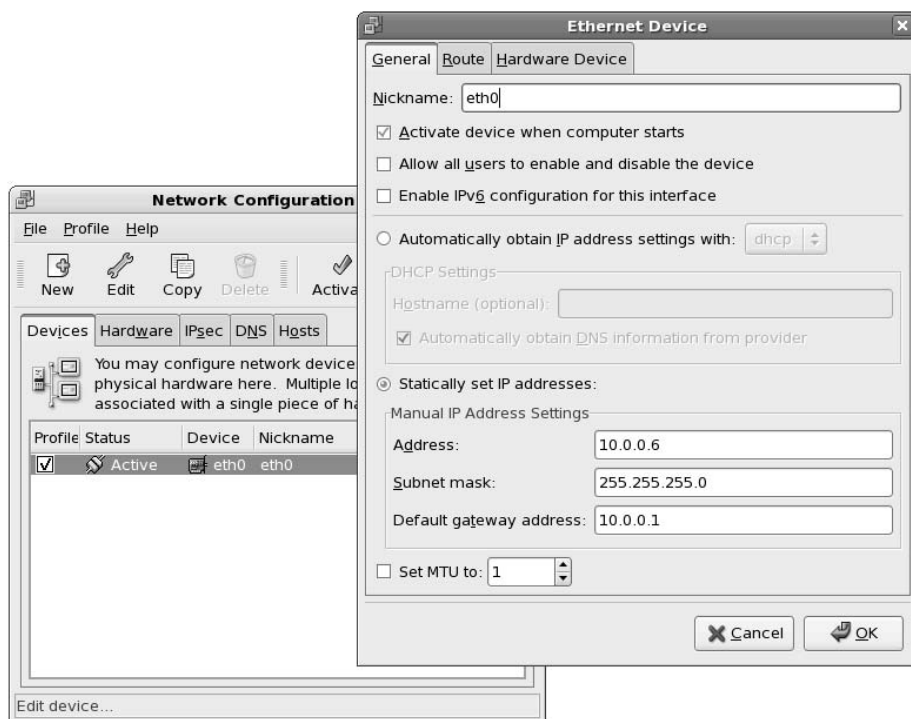 Ethernet Device
General Route Hardware Device
Nickname: eth0
Activate device when computer starts
Allow all users to enable and disable the device
Enable IPv6 configuration for this interface
Automatically obtain IP address settings with: dhcp
DHCP Settings
Hostname (optional):
Automatically obtain DNS information from provider
Statically set IP addresses:
Manual IP Address Settings
Address: 10.0.0.6
Subnet mask: 255.255.255.0
Default gateway address: 10.0.0.1
Set MTU to: 1
Cancel OK
Network Configuration
File Profile Help
New Edit Copy Delete Activa
Devices Hardware IPsec DNS Hosts
You may configure network device
physical hardware here. Multiple lo
associated with a single piece of ha
Profile Status Device Nickname
Active eth0 eth0
Edit device...